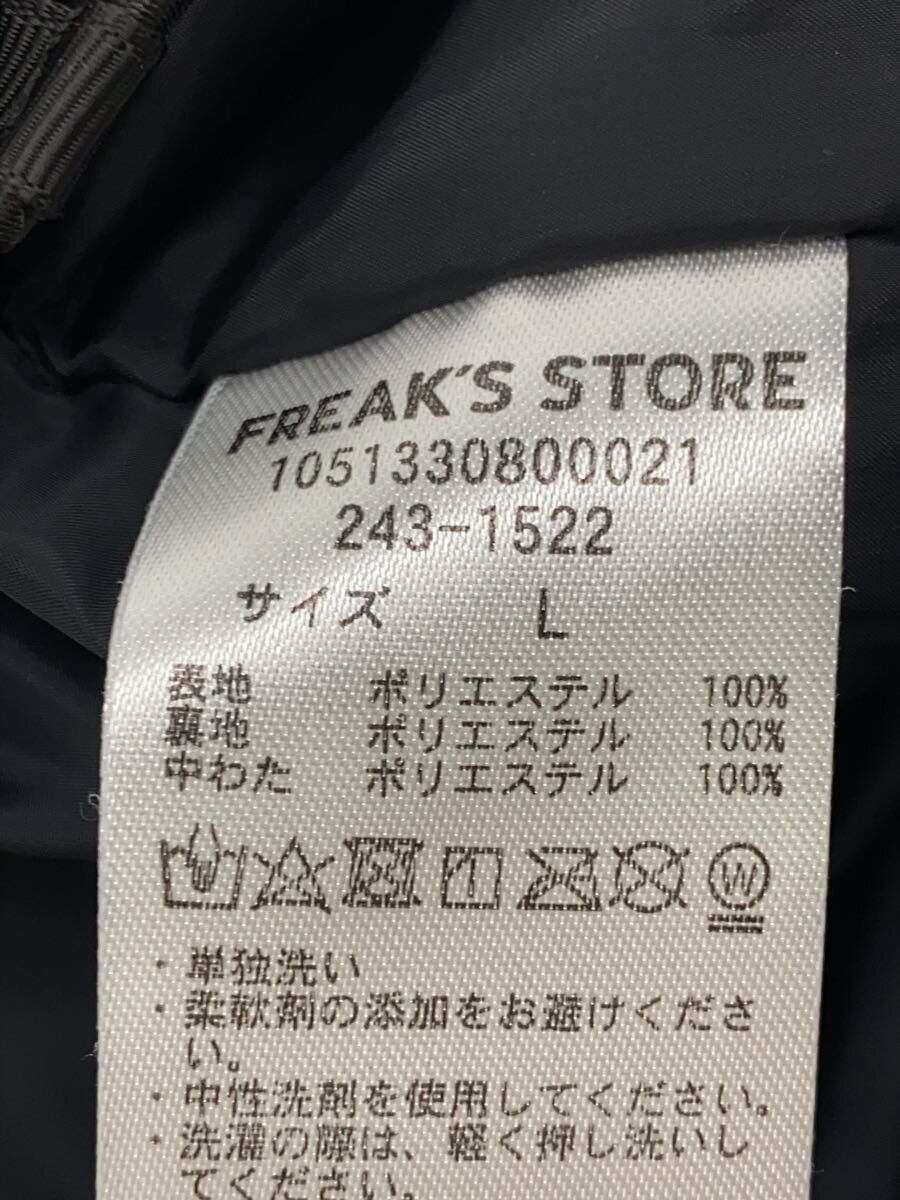 FREAK'S STORE
1051330800021
243-1522
サイズ L
表地 ポリエステル 100%
裏地 ポリエステル 100%
中わた ポリエステル 100%
W
・単独洗い
・柔軟剤の添加をお避けくださ
い。
・中性洗剤を使用してください。
・洗濯の際は、軽く押し洗いし
てください。